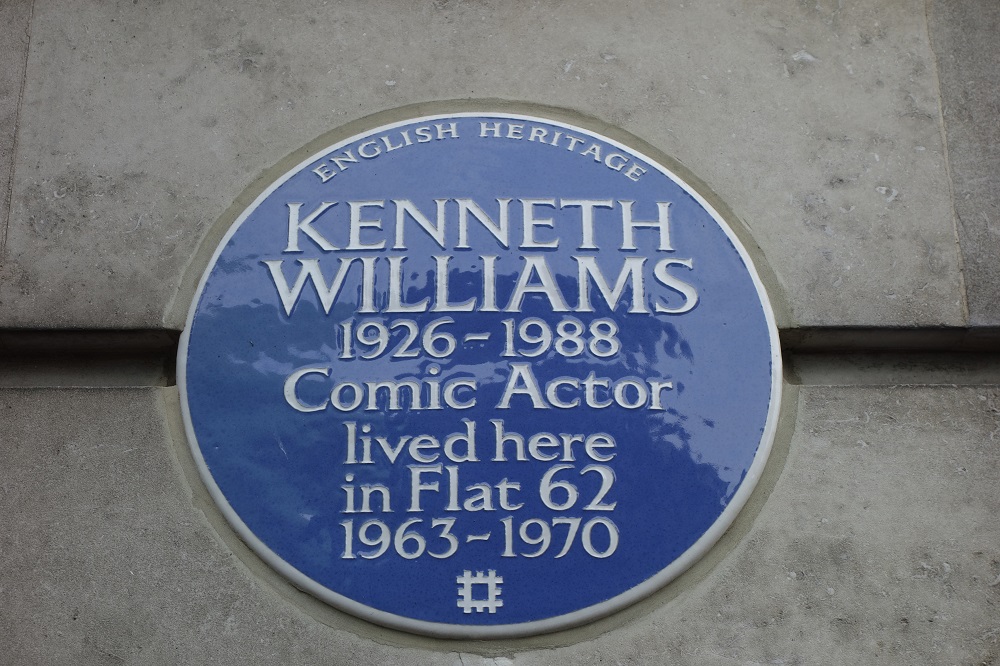 ENGLISH HERITAGE
KENNETH
WILLIAMS
1926-1988
Comic Actor
lived here
in Flat 62
1963-1970